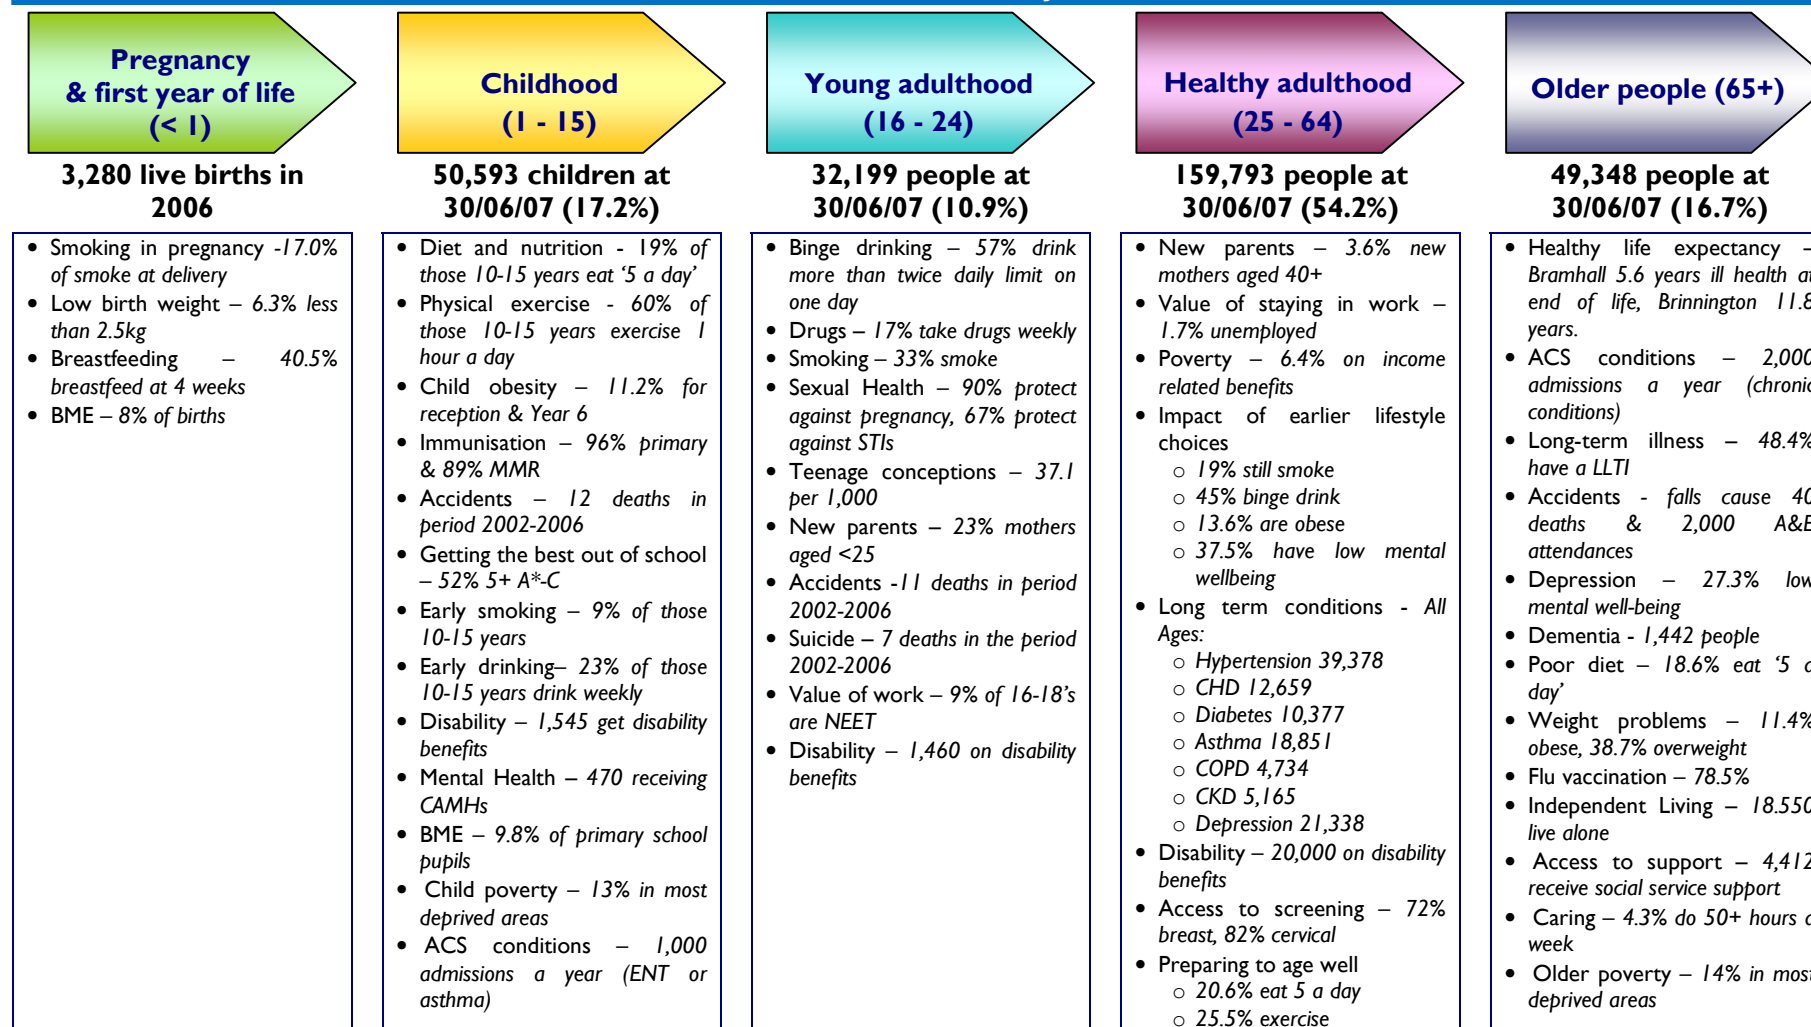 Pregnancy
& first year of life
(< 1)
3,280 live births in
2006
• Smoking in pregnancy -17.0%
of smoke at delivery
• Low birth weight – 6.3% less
than 2.5kg
• Breastfeeding – 40.5%
breastfeed at 4 weeks
• BME – 8% of births
Childhood
(1 - 15)
50,593 children at
30/06/07 (17.2%)
• Diet and nutrition - 19% of
those 10-15 years eat ‘5 a day’
• Physical exercise - 60% of
those 10-15 years exercise 1
hour a day
• Child obesity – 11.2% for
reception & Year 6
• Immunisation – 96% primary
& 89% MMR
• Accidents – 12 deaths in
period 2002-2006
• Getting the best out of school
– 52% 5+ A*-C
• Early smoking – 9% of those
10-15 years
• Early drinking– 23% of those
10-15 years drink weekly
• Disability – 1,545 get disability
benefits
• Mental Health – 470 receiving
CAMHs
• BME – 9.8% of primary school
pupils
• Child poverty – 13% in most
deprived areas
• ACS conditions – 1,000
admissions a year (ENT or
asthma)
Young adulthood
(16 - 24)
32,199 people at
30/06/07 (10.9%)
• Binge drinking – 57% drink
more than twice daily limit on
one day
• Drugs – 17% take drugs weekly
• Smoking – 33% smoke
• Sexual Health – 90% protect
against pregnancy, 67% protect
against STIs
• Teenage conceptions – 37.1
per 1,000
• New parents – 23% mothers
aged <25
• Accidents -11 deaths in period
2002-2006
• Suicide – 7 deaths in the period
2002-2006
• Value of work – 9% of 16-18’s
are NEET
• Disability – 1,460 on disability
benefits
Healthy adulthood
(25 - 64)
159,793 people at
30/06/07 (54.2%)
• New parents – 3.6% new
mothers aged 40+
• Value of staying in work –
1.7% unemployed
• Poverty – 6.4% on income
related benefits
• Impact of earlier lifestyle
choices
o 19% still smoke
o 45% binge drink
o 13.6% are obese
o 37.5% have low mental
wellbeing
• Long term conditions - All
Ages:
o Hypertension 39,378
o CHD 12,659
o Diabetes 10,377
o Asthma 18,851
o COPD 4,734
o CKD 5,165
o Depression 21,338
• Disability – 20,000 on disability
benefits
• Access to screening – 72%
breast, 82% cervical
• Preparing to age well
o 20.6% eat 5 a day
o 25.5% exercise
Older people (65+)
49,348 people at
30/06/07 (16.7%)
• Healthy life expectancy –
Bramhall 5.6 years ill health at
end of life, Brinnington 11.8
years.
• ACS conditions – 2,000
admissions a year (chronic
conditions)
• Long-term illness – 48.4%
have a LLTI
• Accidents - falls cause 40
deaths & 2,000 A&E
attendances
• Depression – 27.3% low
mental well-being
• Dementia - 1,442 people
• Poor diet – 18.6% eat ‘5 a
day’
• Weight problems – 11.4%
obese, 38.7% overweight
• Flu vaccination – 78.5%
• Independent Living – 18.550
live alone
• Access to support – 4,412
receive social service support
• Caring – 4.3% do 50+ hours a
week
• Older poverty – 14% in most
deprived areas